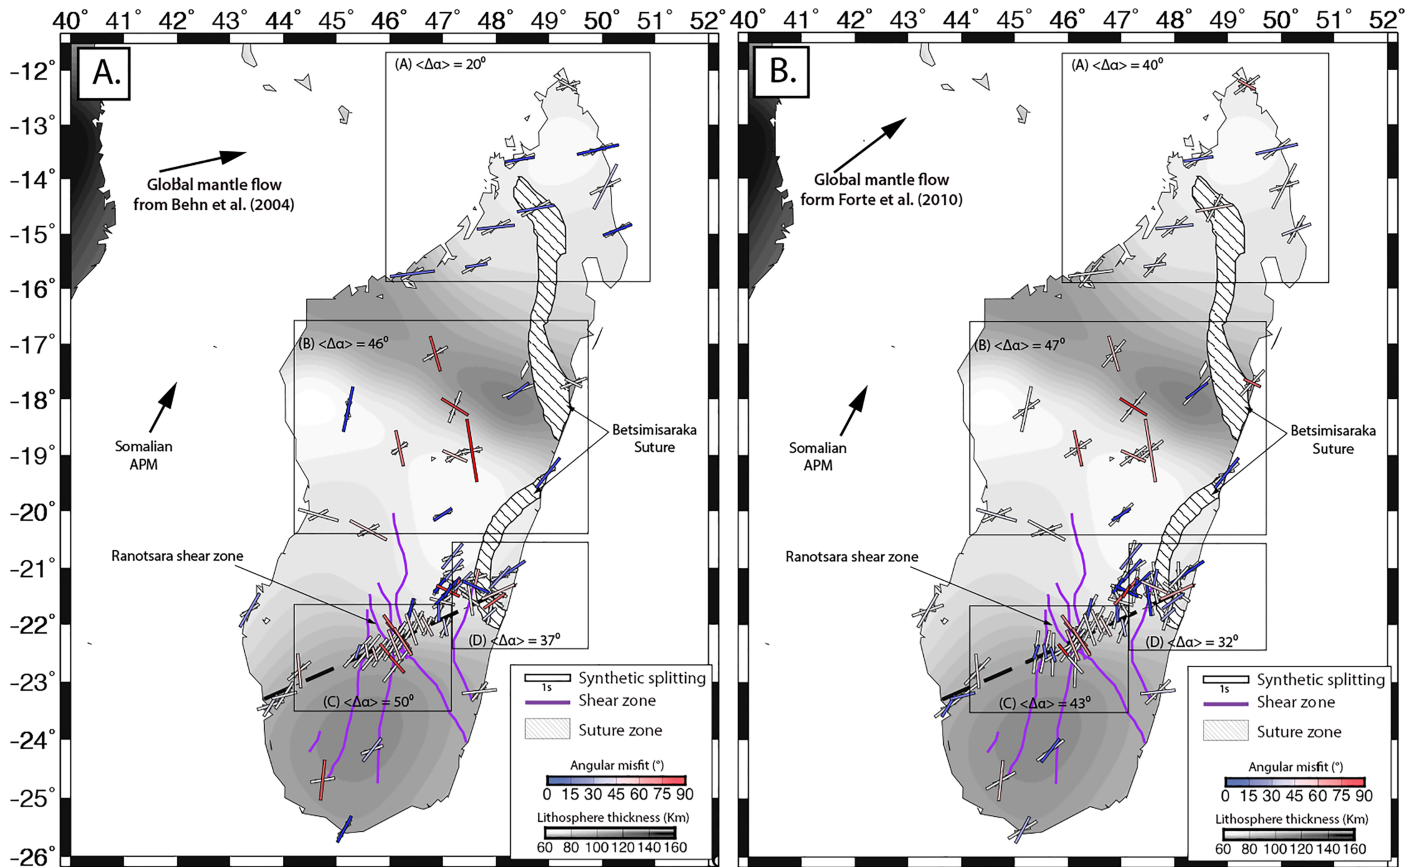 40° 41° 42° 43° 44° 45° 46° 47° 48° 49° 50° 51° 52°
A.
-12°
-13°
-14°
-15°
-16°
-17°
-18°
-19°
-20°
-21°
-22°
-23°
-24°
-25°
-26°
(A) <Δα> = 20°
Global mantle flow
from Behn et al. (2004)
(B) <Δα> = 46°
Somalian
APM
Betsimisaraka
Suture
Ranotsara shear zone
(D) <Δα> = 37°
(C) <Δα> = 50°
Synthetic splitting
1s
Shear zone
Suture zone
Angular misfit (°)
0 15 30 45 60 75 90
Lithosphere thickness (Km)
60 80 100 120 140 160
40° 41° 42° 43° 44° 45° 46° 47° 48° 49° 50° 51° 52°
B.
(A) <Δα> = 40°
Global mantle flow
form Forte et al. (2010)
(B) <Δα> = 47°
Somalian
APM
Betsimisaraka
Suture
Ranotsara shear zone
(D) <Δα> = 32°
(C) <Δα> = 43°
Synthetic splitting
1s
Shear zone
Suture zone
Angular misfit (°)
0 15 30 45 60 75 90
Lithosphere thickness (Km)
60 80 100 120 140 160